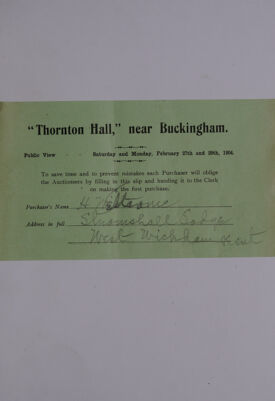 "Thornton Hall," near Buckingham.
Public View - - Saturday and Monday, February 27th and 29th, 1904.
To save time and to prevent mistakes each Purchaser will oblige
the Auctioneers by filling in this slip and handing it to the Clerk
on making the first purchase.
Purchaser's Name H
Address in full Lodge
West Wickham Kent